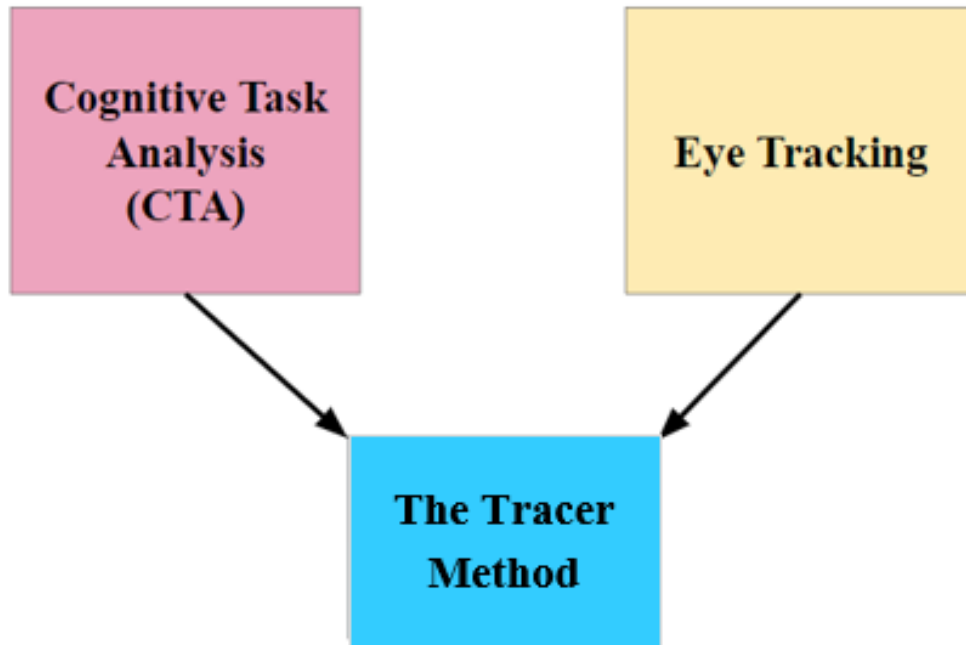 Cognitive Task
Analysis
(CTA)
Eye Tracking
The Tracer
Method